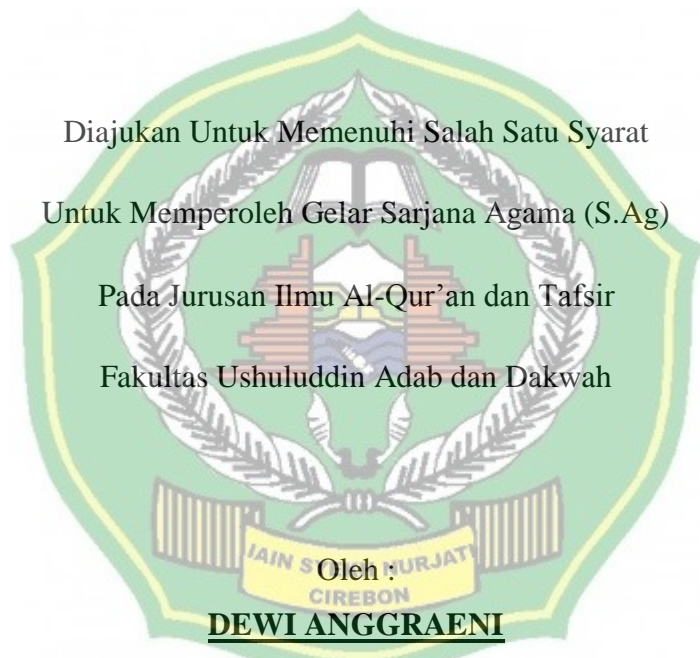 Diajukan Untuk Memenuhi Salah Satu Syarat
Untuk Memperoleh Gelar Sarjana Agama (S.Ag)
Pada Jurusan Ilmu Al-Qur’an dan Tafsir
Fakultas Ushuluddin Adab dan Dakwah
IAIN SYEKH NURJATI
Oleh :
CIREBON
DEWI ANGGRAENI